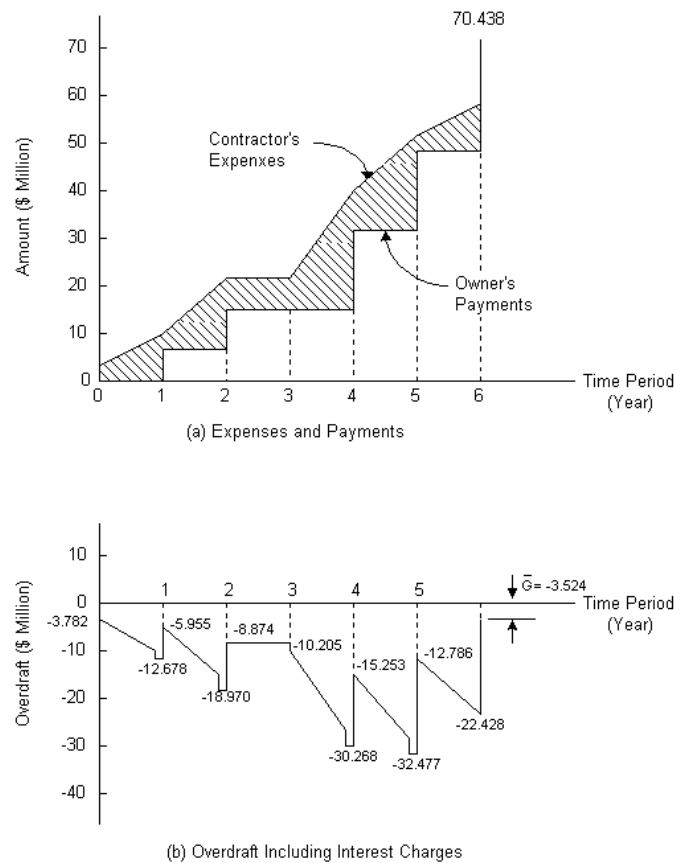 70.438
70
60
50
40
30
20
10
0
Amount ($ Million)
Contractor's
Expenxes
Owner's
Payments
0 1 2 3 4 5 6
Time Period
(Year)
(a) Expenses and Payments
10
0
-10
-20
-30
-40
Overdraft ($ Million)
1 2 3 4 5
G = -3.524
Time Period
(Year)
-3.782
-5.955
-8.874
-10.205
-15.253
-12.786
-12.678
-18.970
-30.268
-32.477
-22.428
(b) Overdraft Including Interest Charges